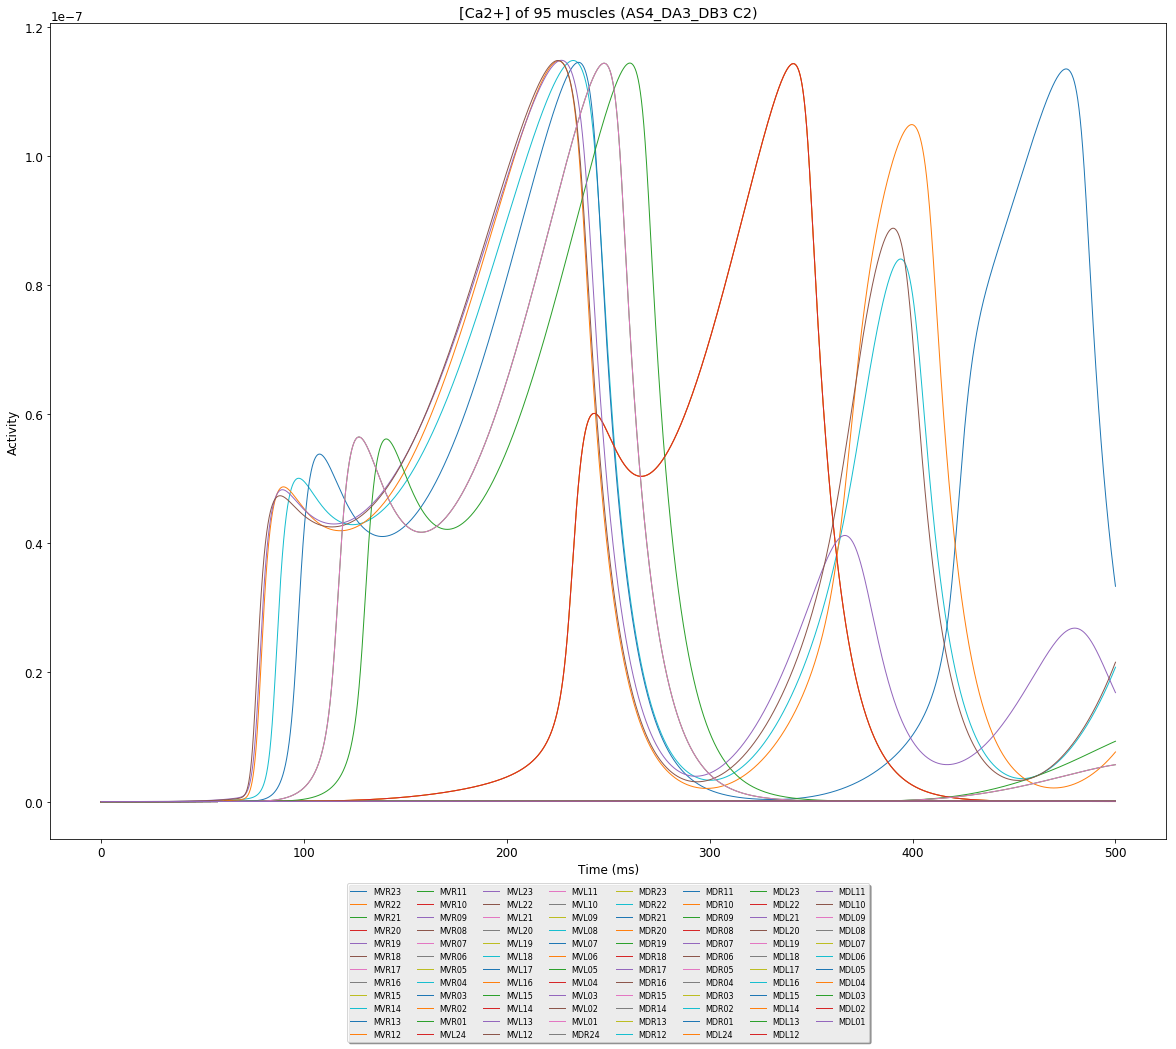 [Ca2+] of 95 muscles (AS4_DA3_DB3 C2)
1e−7
1.2
1.0
0.8
0.6
0.4
0.2
0.0
Activity
0 100 200 300 400 500
Time (ms)
MVR23 MVR11 MVL23 MVL11 MDR23 MDR11 MDL23 MDL11
MVR22 MVR10 MVL22 MVL10 MDR22 MDR10 MDL22 MDL10
MVR21 MVR09 MVL21 MVL09 MDR21 MDR09 MDL21 MDL09
MVR20 MVR08 MVL20 MVL08 MDR20 MDR08 MDL20 MDL08
MVR19 MVR07 MVL19 MVL07 MDR19 MDR07 MDL19 MDL07
MVR18 MVR06 MVL18 MVL06 MDR18 MDR06 MDL18 MDL06
MVR17 MVR05 MVL17 MVL05 MDR17 MDR05 MDL17 MDL05
MVR16 MVR04 MVL16 MVL04 MDR16 MDR04 MDL16 MDL04
MVR15 MVR03 MVL15 MVL03 MDR15 MDR03 MDL15 MDL03
MVR14 MVR02 MVL14 MVL02 MDR14 MDR02 MDL14 MDL02
MVR13 MVR01 MVL13 MVL01 MDR13 MDR01 MDL13 MDL01
MVR12 MVL24 MVL12 MDR24 MDR12 MDL24 MDL12